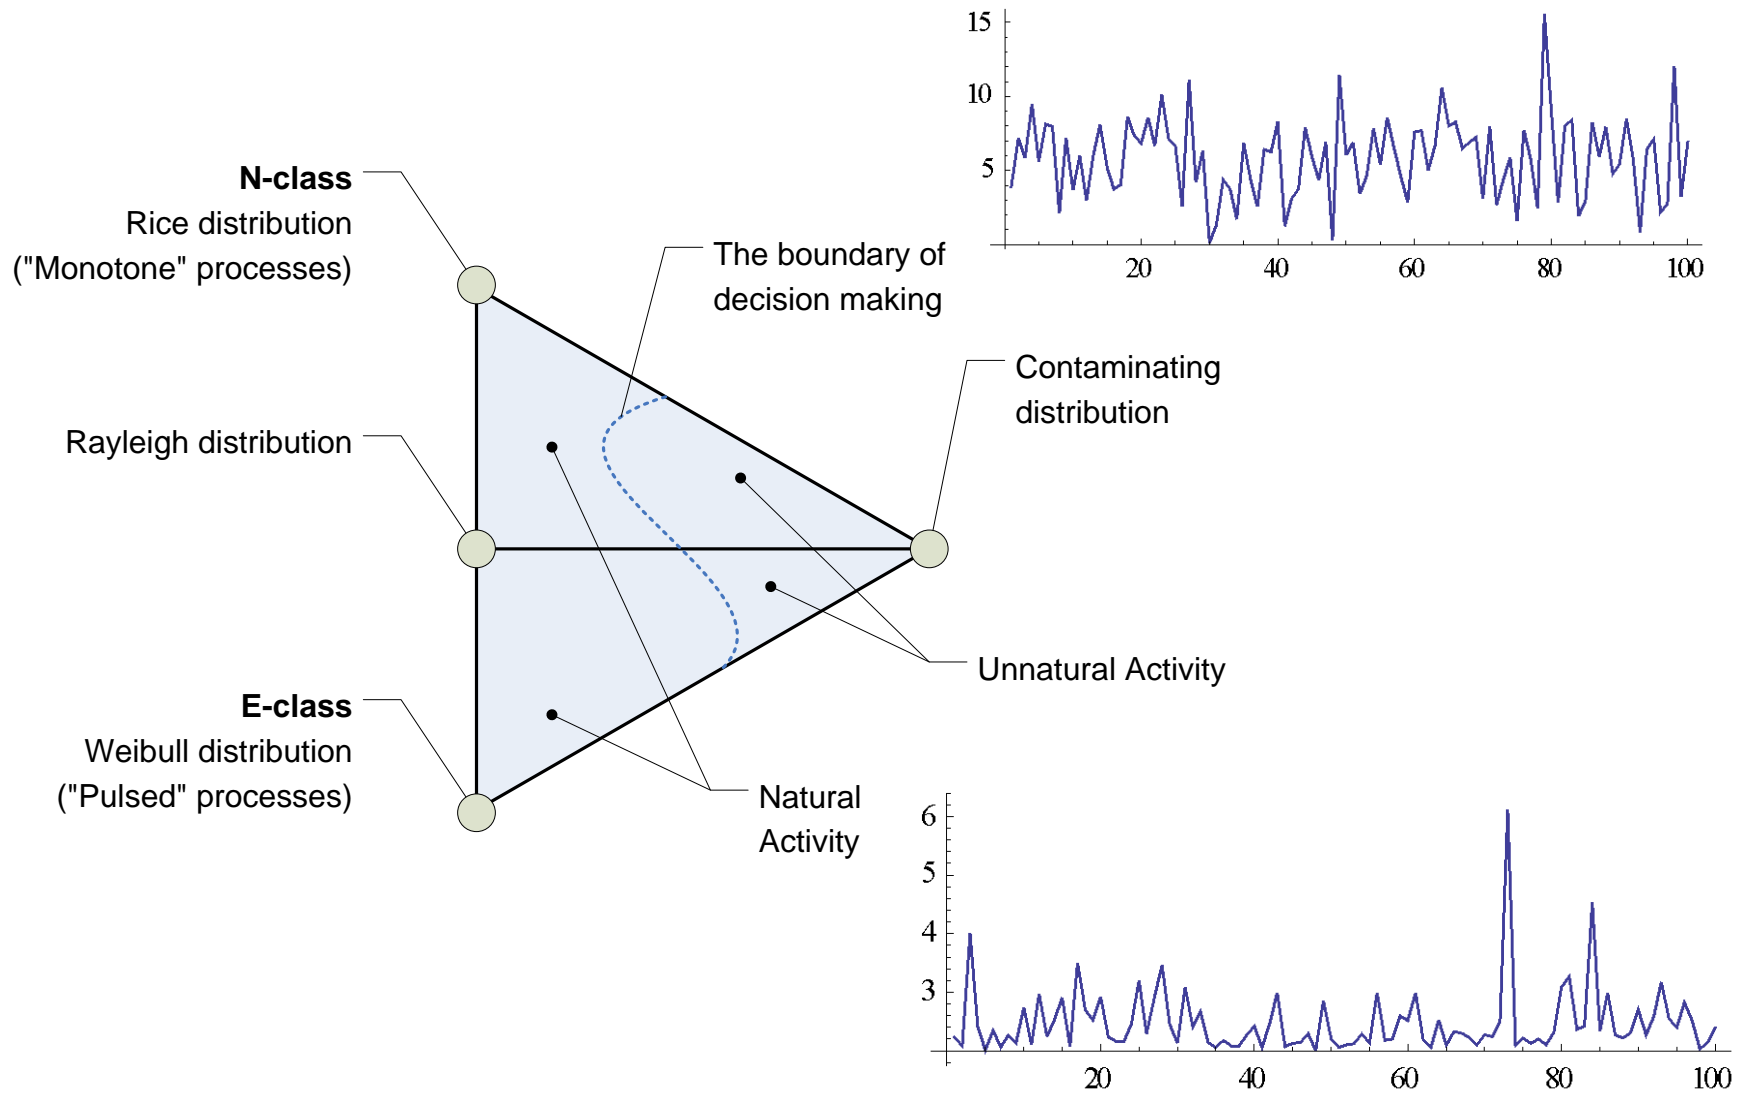 15
10
5
20
40
60
80
100
N-class
Rice distribution
("Monotone" processes)
The boundary of
decision making
Contaminating
distribution
Rayleigh distribution
Unnatural Activity
E-class
Weibull distribution
("Pulsed" processes)
Natural
Activity
6
5
4
3
20
40
60
80
100